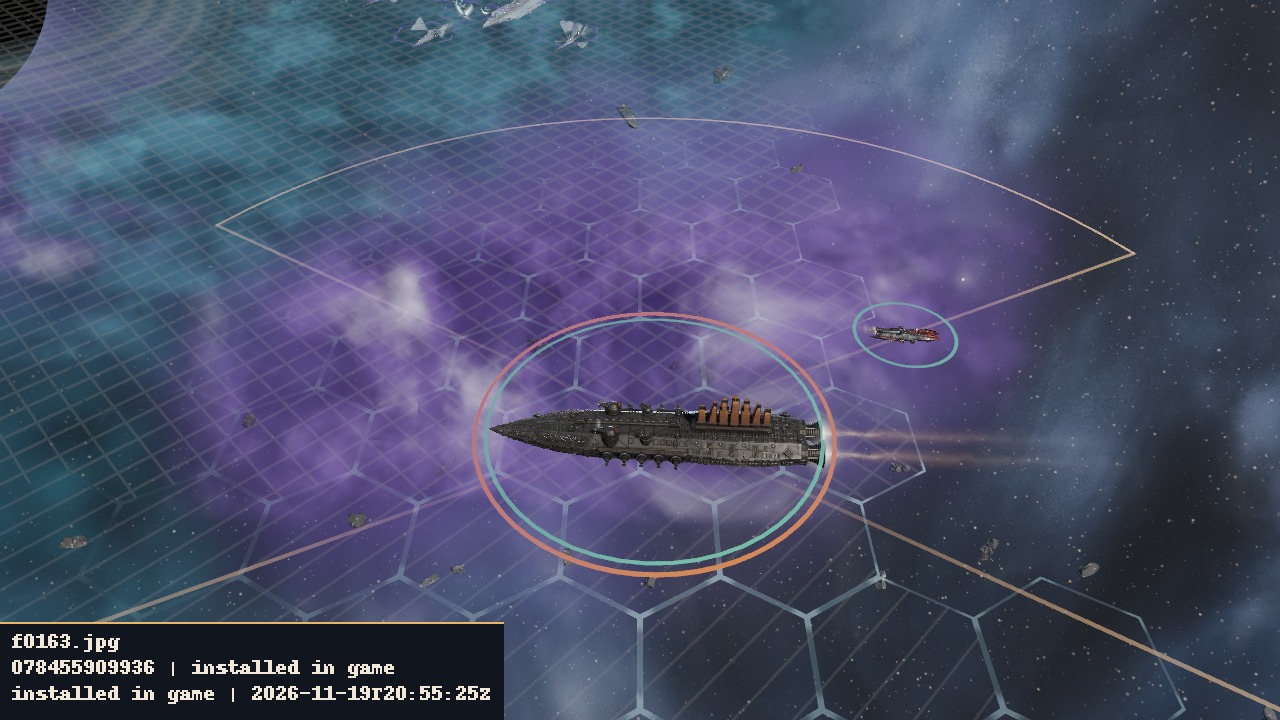 f0163.jpg
078455909936 | installed in game
installed in game | 2026-11-19T20:55:25Z